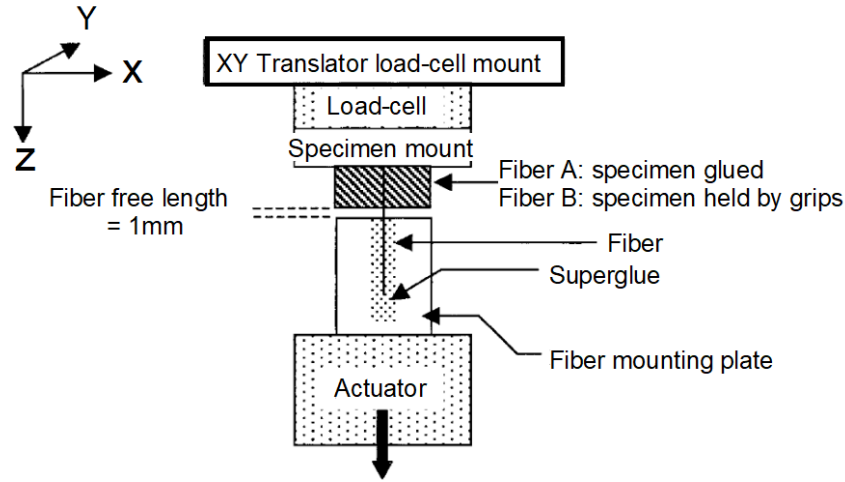 Y
X
Z
XY Translator load-cell mount
Load-cell
Specimen mount
Fiber A: specimen glued
Fiber B: specimen held by grips
Fiber free length
= 1mm
Fiber
Superglue
Fiber mounting plate
Actuator